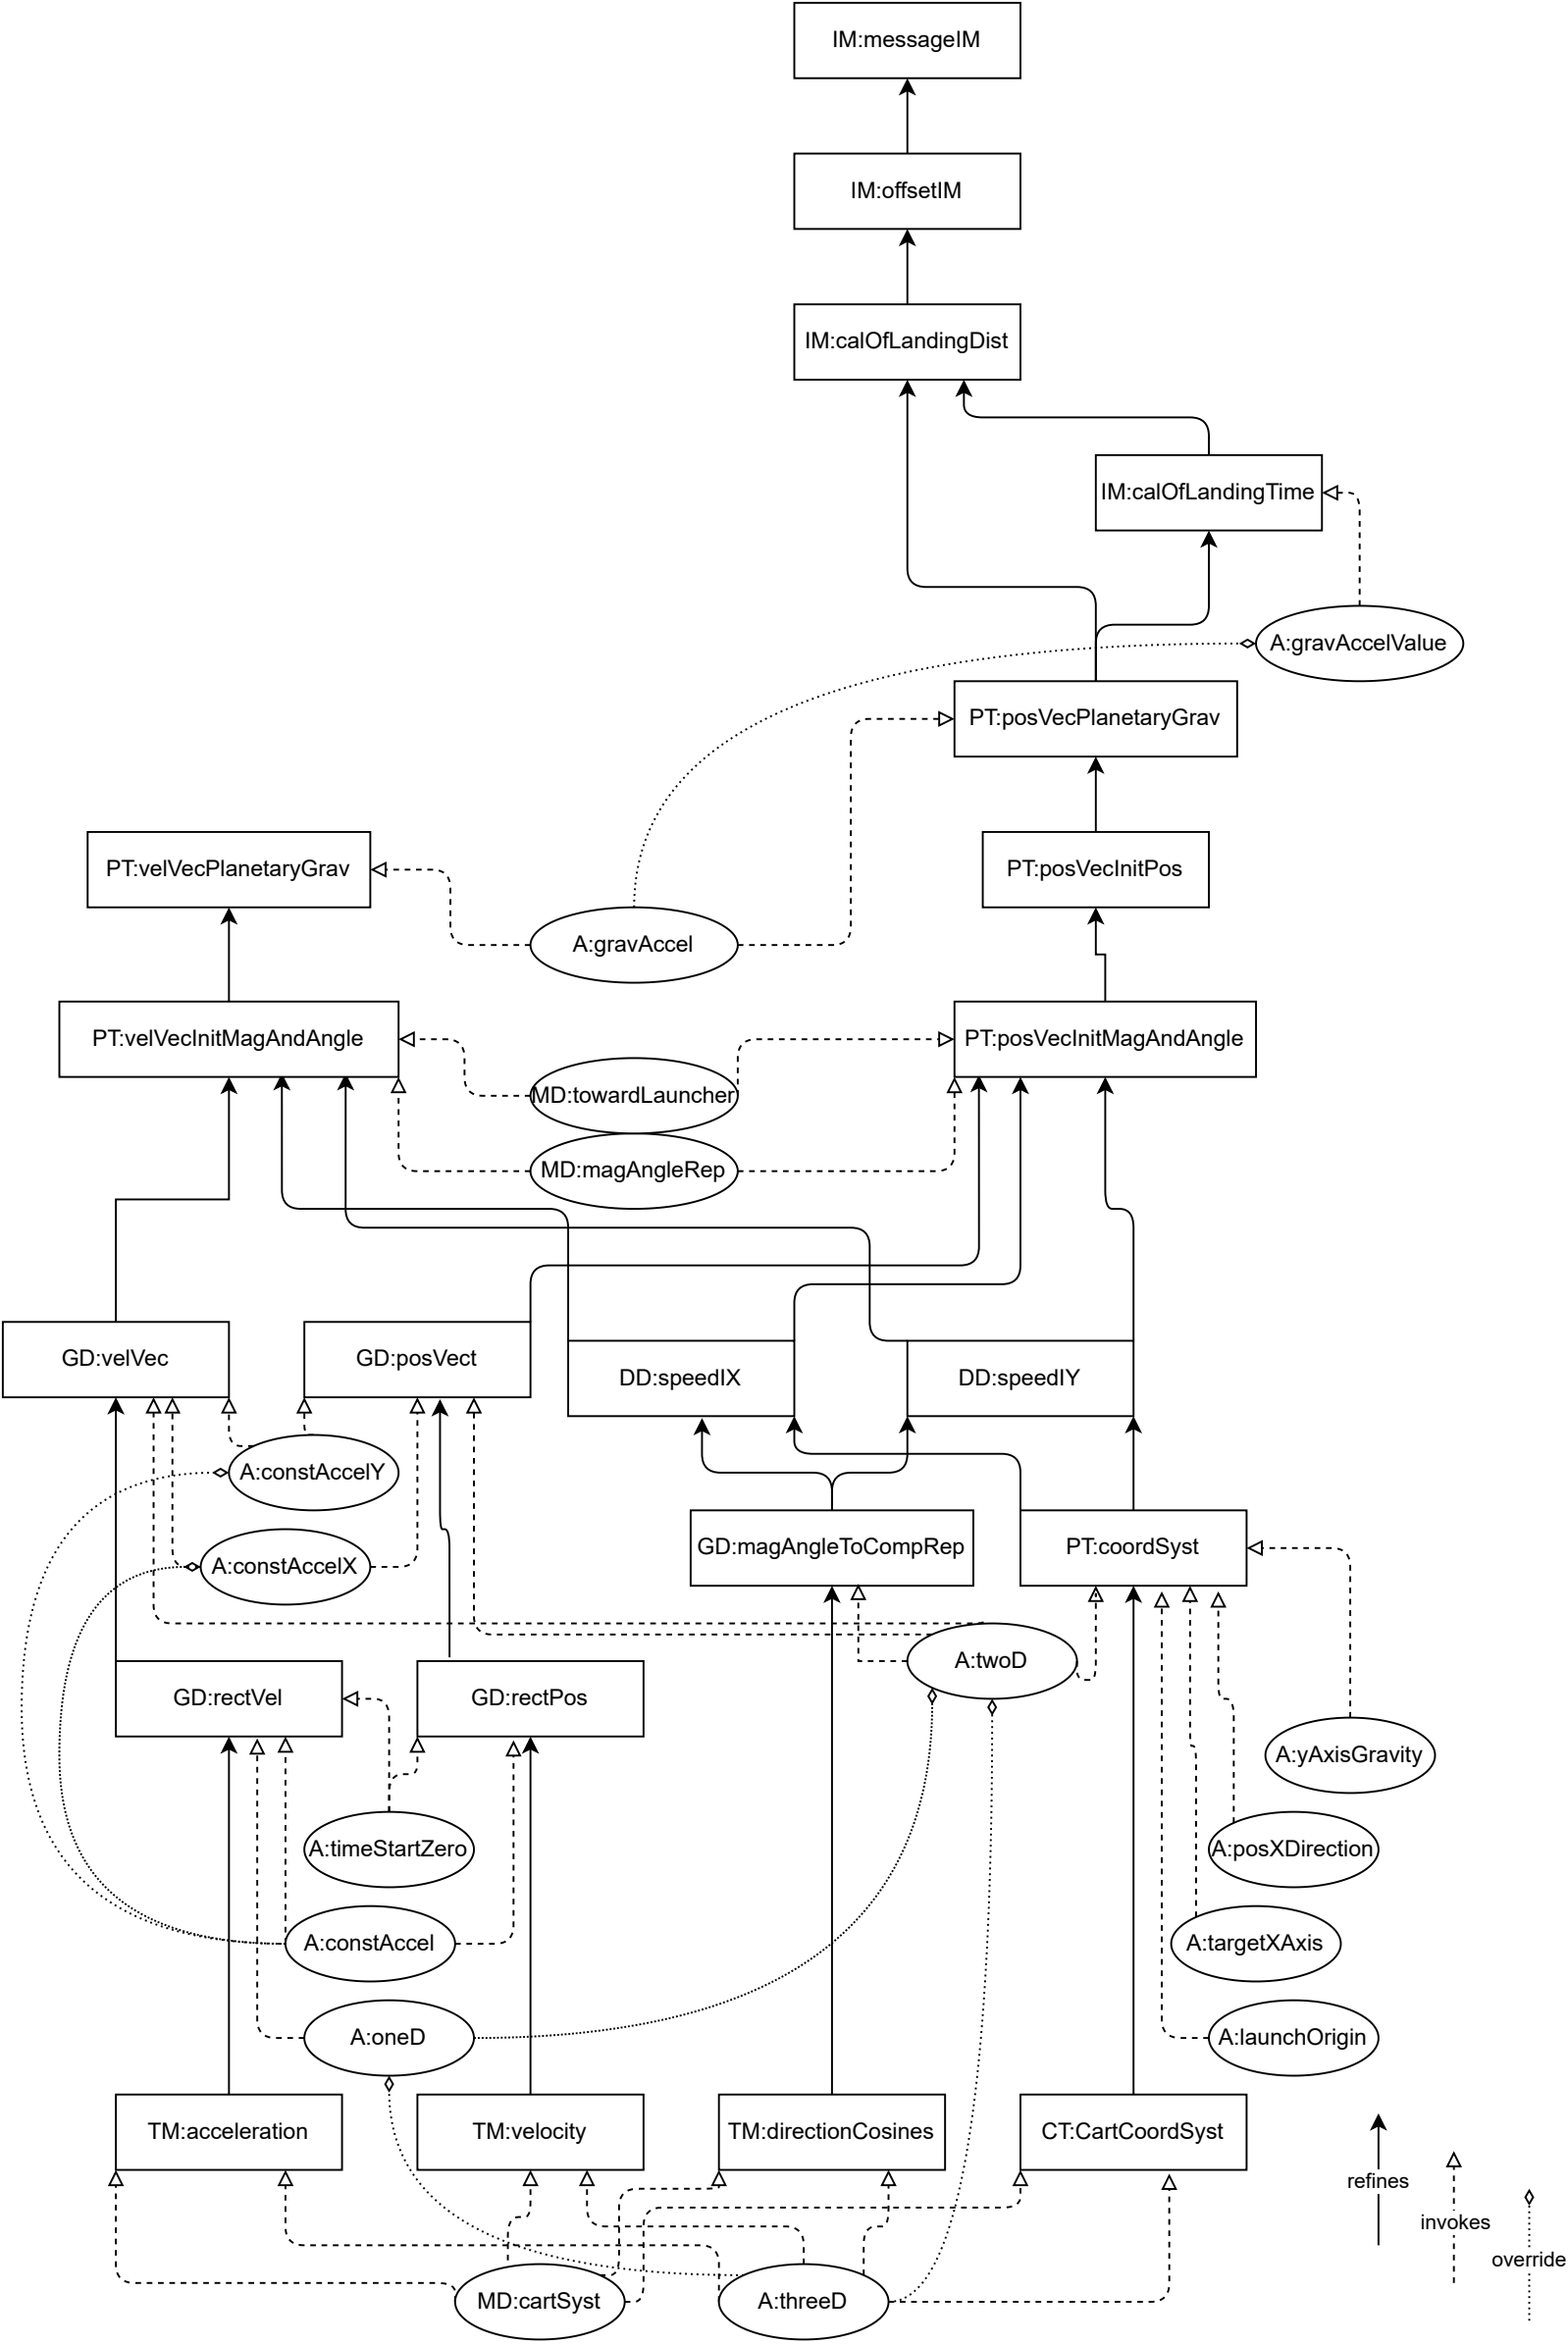 IM:messageIM
IM:offsetIM
IM:calOfLandingDist
IM:calOfLandingTime
A:gravAccelValue
PT:posVecPlanetaryGrav
PT:velVecPlanetaryGrav
PT:posVecInitPos
A:gravAccel
PT:velVecInitMagAndAngle
PT:posVecInitMagAndAngle
MD:towardLauncher
MD:magAngleRep
GD:velVec
GD:posVect
DD:speedIX
DD:speedIY
A:constAccelY
A:constAccelX
GD:magAngleToCompRep
PT:coordSyst
A:twoD
GD:rectVel
GD:rectPos
A:yAxisGravity
A:timeStartZero
A:posXDirection
A:constAccel
A:targetXAxis
A:oneD
A:launchOrigin
TM:acceleration
TM:velocity
TM:directionCosines
CT:CartCoordSyst
refines
invokes
override
MD:cartSyst
A:threeD